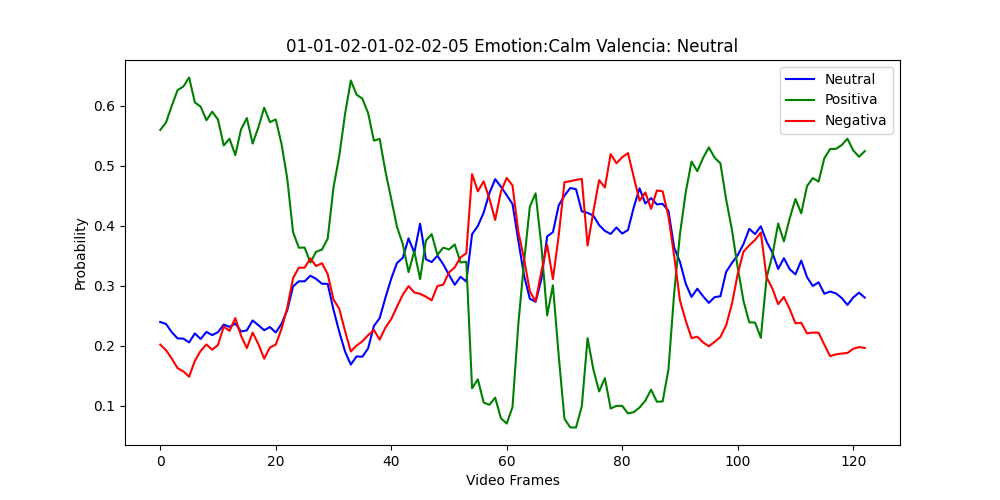 01-01-02-01-02-02-05 Emotion:Calm Valencia: Neutral
Neutral
Positiva
Negativa
Probability
0.6
0.5
0.4
0.3
0.2
0.1
0 20 40 60 80 100 120
Video Frames